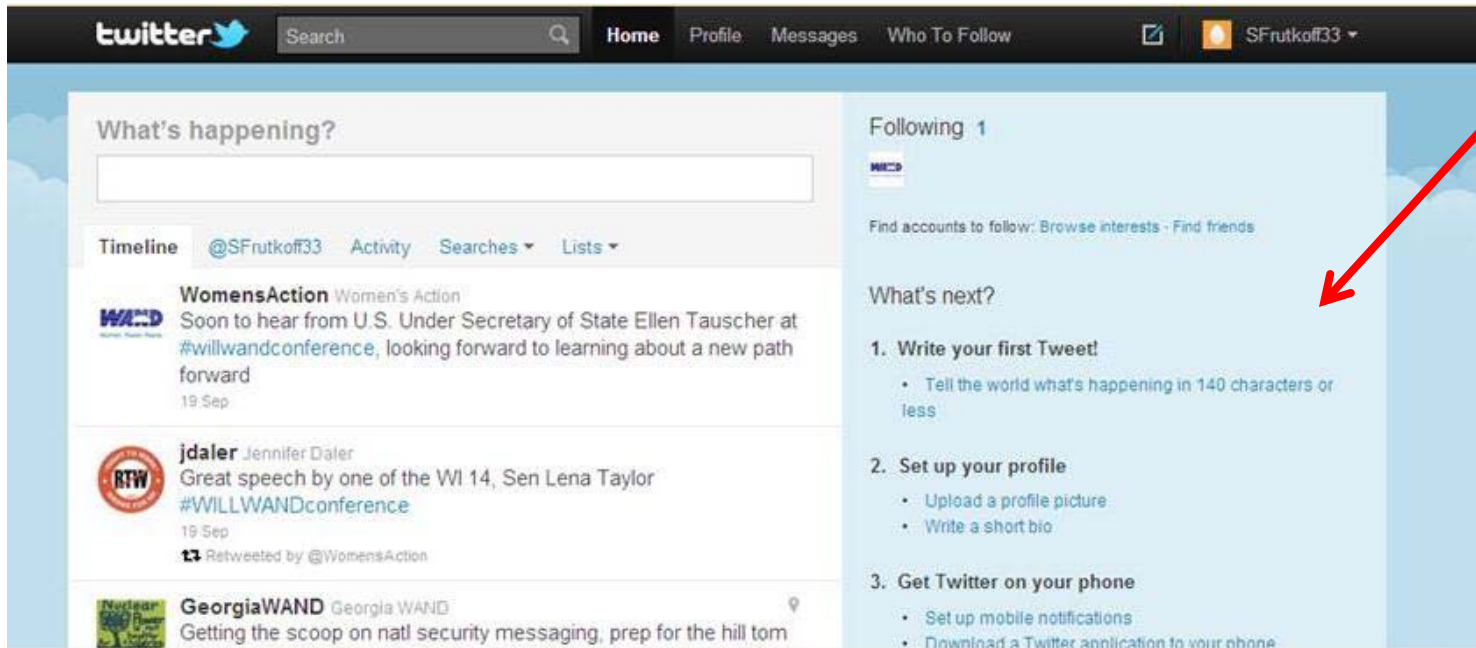 twitter Search Home Profile Messages Who To Follow SFrutkoff33
What's happening?
Timeline @SFrutkoff33 Activity Searches Lists
WAND
WomensAction Women's Action
Soon to hear from U.S. Under Secretary of State Ellen Tauscher at
#willwandconference, looking forward to learning about a new path
forward
19 Sep
RTW
jdaler Jennifer Daler
Great speech by one of the WI 14, Sen Lena Taylor
#WILLWANDconference
19 Sep
Retweeted by @WomensAction
Nuclear
Power
GeorgiaWAND Georgia WAND
Getting the scoop on natl security messaging, prep for the hill tom
Following 1
WAND
Find accounts to follow: Browse interests - Find friends
What's next?
1. Write your first Tweet!
• Tell the world what's happening in 140 characters or
less
2. Set up your profile
• Upload a profile picture
• Write a short bio
3. Get Twitter on your phone
• Set up mobile notifications
• Download a Twitter application to your phone